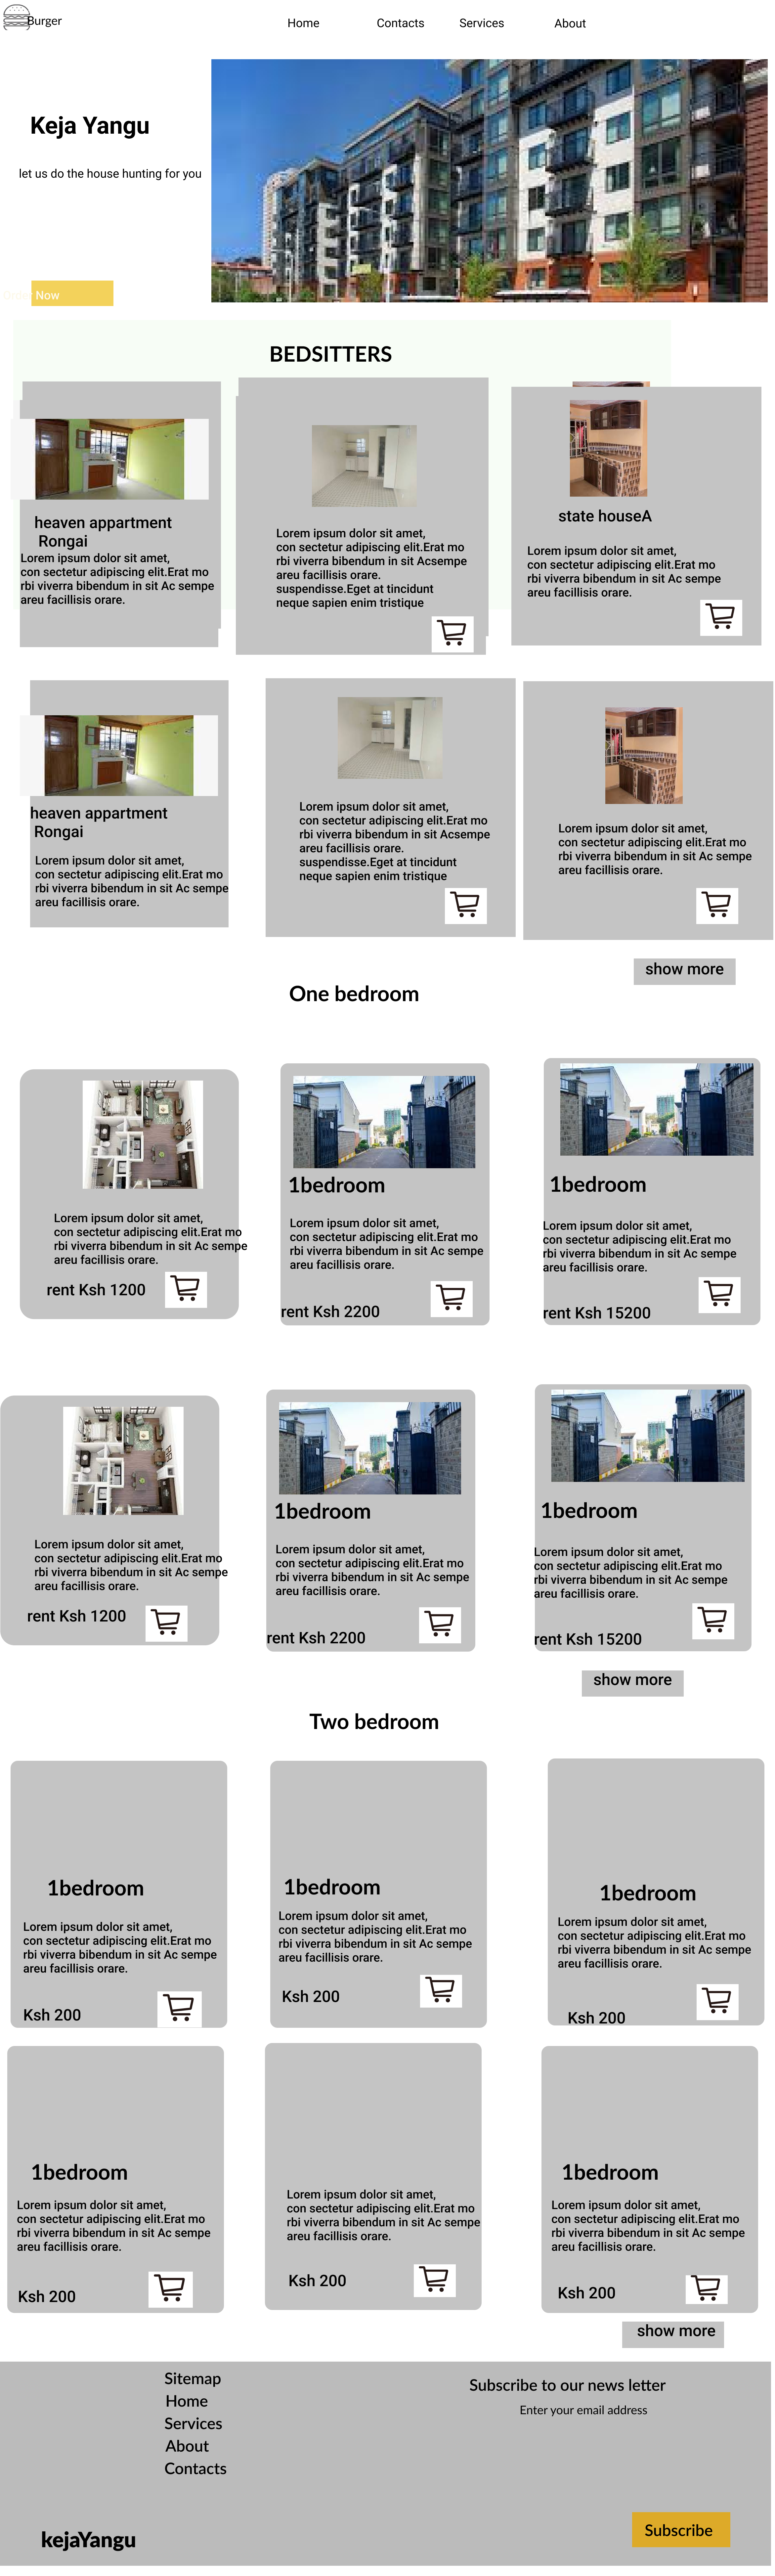 Burger
Home
Contacts
Services
About
Keja Yangu
let us do the house hunting for you
Now
BEDSITTERS
heaven appartment
Rongai
Lorem ipsum dolor sit amet,
con sectetur adipiscing elit.Erat mo
rbi viverra bibendum in sit Ac sempe
areu facillisis orare.
Lorem ipsum dolor sit amet,
con sectetur adipiscing elit.Erat mo
rbi viverra bibendum in sit Acsempe
areu facillisis orare.
suspendisse.Eget at tincidunt
neque sapien enim tristique
state houseA
Lorem ipsum dolor sit amet,
con sectetur adipiscing elit.Erat mo
rbi viverra bibendum in sit Ac sempe
areu facillisis orare.
heaven appartment
Rongai
Lorem ipsum dolor sit amet,
con sectetur adipiscing elit.Erat mo
rbi viverra bibendum in sit Ac sempe
areu facillisis orare.
Lorem ipsum dolor sit amet,
con sectetur adipiscing elit.Erat mo
rbi viverra bibendum in sit Acsempe
areu facillisis orare.
suspendisse.Eget at tincidunt
neque sapien enim tristique
Lorem ipsum dolor sit amet,
con sectetur adipiscing elit.Erat mo
rbi viverra bibendum in sit Ac sempe
areu facillisis orare.
show more
One bedroom
Lorem ipsum dolor sit amet,
con sectetur adipiscing elit.Erat mo
rbi viverra bibendum in sit Ac sempe
areu facillisis orare.
rent Ksh 1200
1bedroom
Lorem ipsum dolor sit amet,
con sectetur adipiscing elit.Erat mo
rbi viverra bibendum in sit Ac sempe
areu facillisis orare.
rent Ksh 2200
1bedroom
Lorem ipsum dolor sit amet,
con sectetur adipiscing elit.Erat mo
rbi viverra bibendum in sit Ac sempe
areu facillisis orare.
rent Ksh 15200
Lorem ipsum dolor sit amet,
con sectetur adipiscing elit.Erat mo
rbi viverra bibendum in sit Ac sempe
areu facillisis orare.
rent Ksh 1200
1bedroom
Lorem ipsum dolor sit amet,
con sectetur adipiscing elit.Erat mo
rbi viverra bibendum in sit Ac sempe
areu facillisis orare.
rent Ksh 2200
1bedroom
Lorem ipsum dolor sit amet,
con sectetur adipiscing elit.Erat mo
rbi viverra bibendum in sit Ac sempe
areu facillisis orare.
rent Ksh 15200
show more
Two bedroom
1bedroom
Lorem ipsum dolor sit amet,
con sectetur adipiscing elit.Erat mo
rbi viverra bibendum in sit Ac sempe
areu facillisis orare.
Ksh 200
1bedroom
Lorem ipsum dolor sit amet,
con sectetur adipiscing elit.Erat mo
rbi viverra bibendum in sit Ac sempe
areu facillisis orare.
Ksh 200
1bedroom
Lorem ipsum dolor sit amet,
con sectetur adipiscing elit.Erat mo
rbi viverra bibendum in sit Ac sempe
areu facillisis orare.
Ksh 200
1bedroom
Lorem ipsum dolor sit amet,
con sectetur adipiscing elit.Erat mo
rbi viverra bibendum in sit Ac sempe
areu facillisis orare.
Ksh 200
Lorem ipsum dolor sit amet,
con sectetur adipiscing elit.Erat mo
rbi viverra bibendum in sit Ac sempe
areu facillisis orare.
Ksh 200
1bedroom
Lorem ipsum dolor sit amet,
con sectetur adipiscing elit.Erat mo
rbi viverra bibendum in sit Ac sempe
areu facillisis orare.
Ksh 200
show more
Sitemap
Home
Services
About
Contacts
Subscribe to our news letter
Enter your email address
Subscribe
kejaYangu